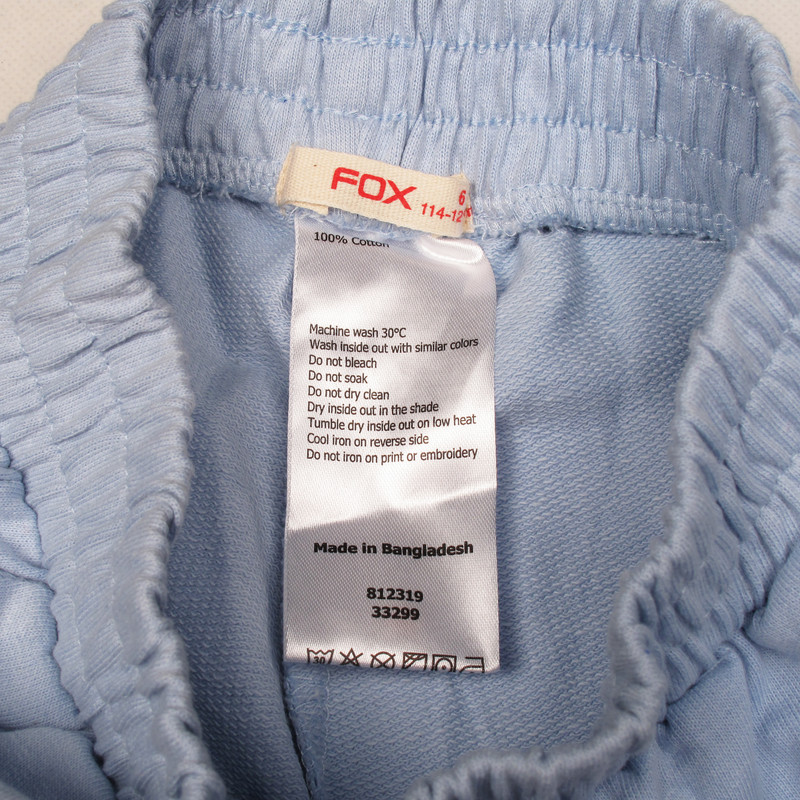 FOX
6
100% Cotton
Machine wash 30°C
Wash inside out with similar colors
Do not bleach
Do not soak
Do not dry clean
Dry inside out in the shade
Tumble dry inside out on low heat
Cool iron on reverse side
Do not iron on print or embroidery
Made in Bangladesh
812319
33299
30